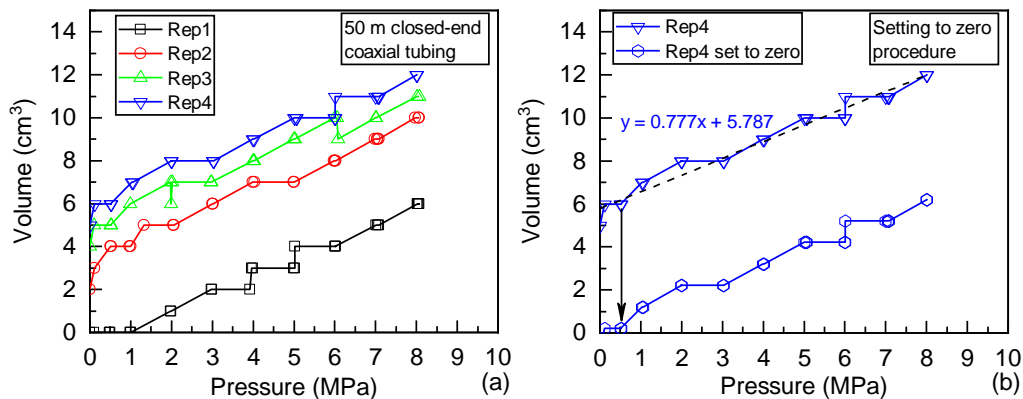 Rep1
Rep2
Rep3
Rep4
50 m closed-end
coaxial tubing
Volume (cm³)
0 2 4 6 8 10 12 14
0 1 2 3 4 5 6 7 8 9 10
Pressure (MPa)
(a)
Rep4
Rep4 set to zero
Setting to zero
procedure
y = 0.777x + 5.787
Volume (cm³)
0 2 4 6 8 10 12 14
0 1 2 3 4 5 6 7 8 9 10
Pressure (MPa)
(b)